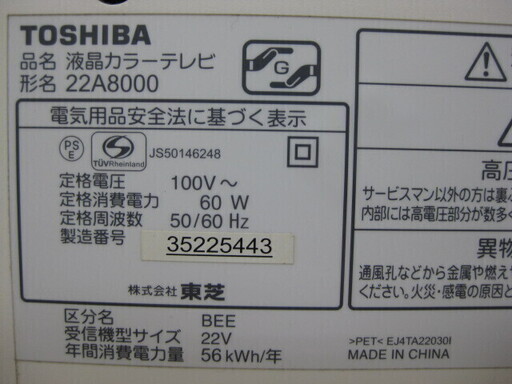 TOSHIBA
品名 液晶カラーテレビ
形名 22A8000
G
電気用品安全法に基づく表示
PS
E
TÜVRheinland
JS50146248
定格電圧 100V～
定格消費電力 60 W
定格周波数 50/60 Hz
製造番号 35225443
株式会社 東芝
区分名 BEE
受信機型サイズ 22V
年間消費電力量 56 kWh/年
高圧
サービスマン以外の方は裏ふ
内部には高電圧部分が数多く
異物
通風孔などから金属や燃えや
ください。火災・感電の原因と
>PET< EJ4TA22030I
MADE IN CHINA